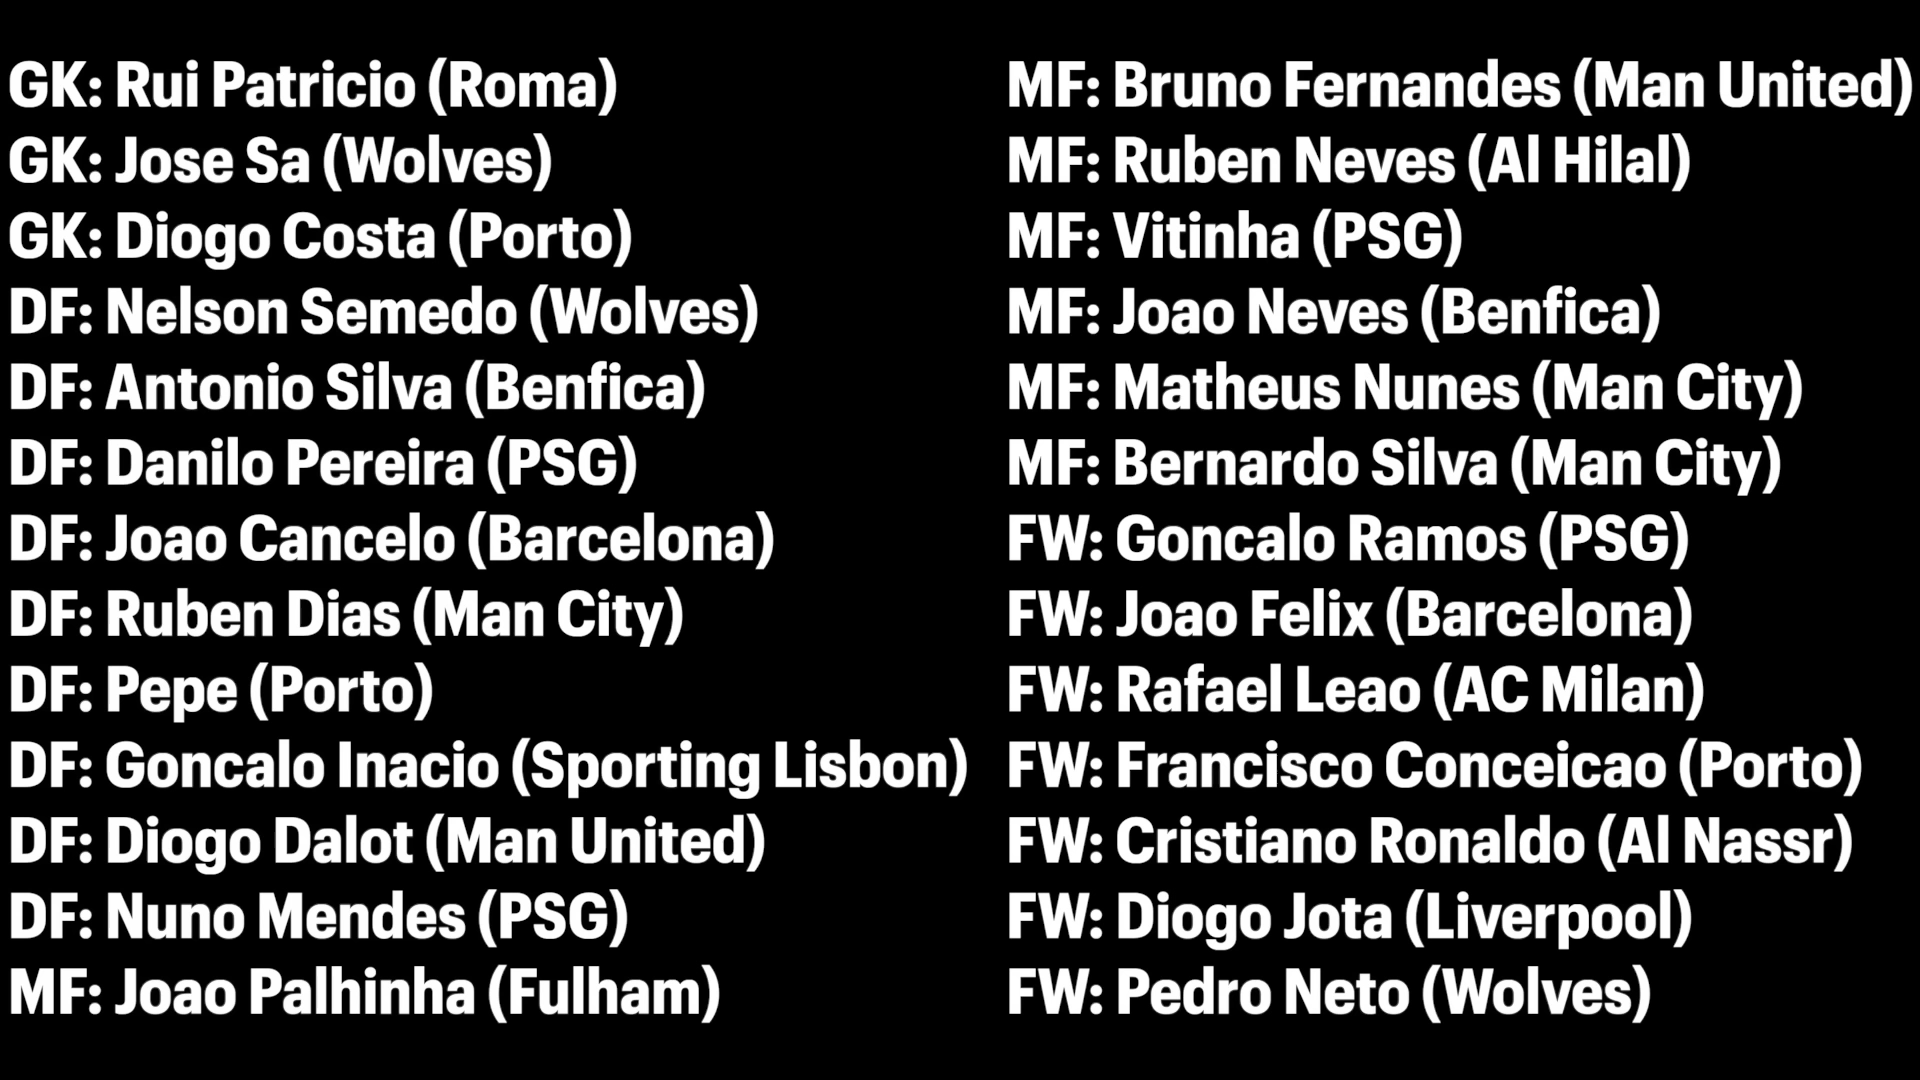 GK: Rui Patricio (Roma)
GK: Jose Sa (Wolves)
GK: Diogo Costa (Porto)
DF: Nelson Semedo (Wolves)
DF: Antonio Silva (Benfica)
DF: Danilo Pereira (PSG)
DF: Joao Cancelo (Barcelona)
DF: Ruben Dias (Man City)
DF: Pepe (Porto)
DF: Goncalo Inacio (Sporting Lisbon)
DF: Diogo Dalot (Man United)
DF: Nuno Mendes (PSG)
MF: Joao Palhinha (Fulham)
MF: Bruno Fernandes (Man United)
MF: Ruben Neves (Al Hilal)
MF: Vitinha (PSG)
MF: Joao Neves (Benfica)
MF: Matheus Nunes (Man City)
MF: Bernardo Silva (Man City)
FW: Goncalo Ramos (PSG)
FW: Joao Felix (Barcelona)
FW: Rafael Leao (AC Milan)
FW: Francisco Conceicao (Porto)
FW: Cristiano Ronaldo (Al Nassr)
FW: Diogo Jota (Liverpool)
FW: Pedro Neto (Wolves)